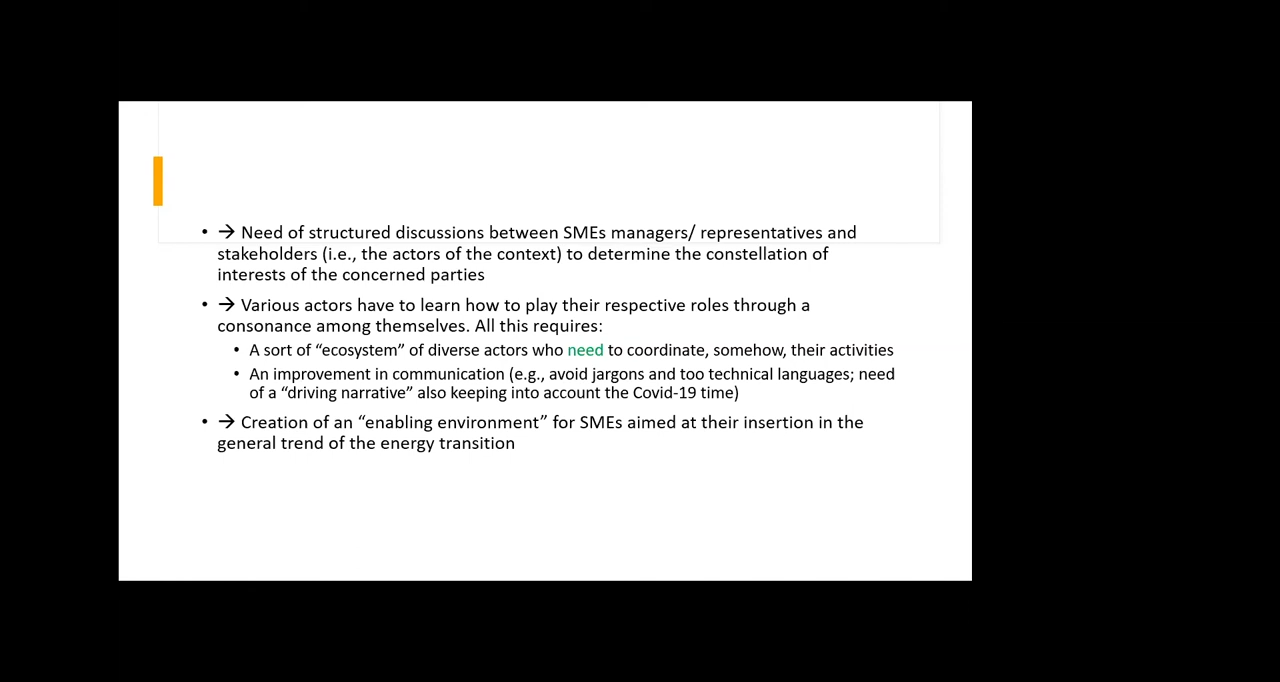 • → Need of structured discussions between SMEs managers/ representatives and
stakeholders (i.e., the actors of the context) to determine the constellation of
interests of the concerned parties
• → Various actors have to learn how to play their respective roles through a
consonance among themselves. All this requires:
• A sort of “ecosystem” of diverse actors who need to coordinate, somehow, their activities
• An improvement in communication (e.g., avoid jargons and too technical languages; need
of a “driving narrative” also keeping into account the Covid-19 time)
• → Creation of an “enabling environment” for SMEs aimed at their insertion in the
general trend of the energy transition